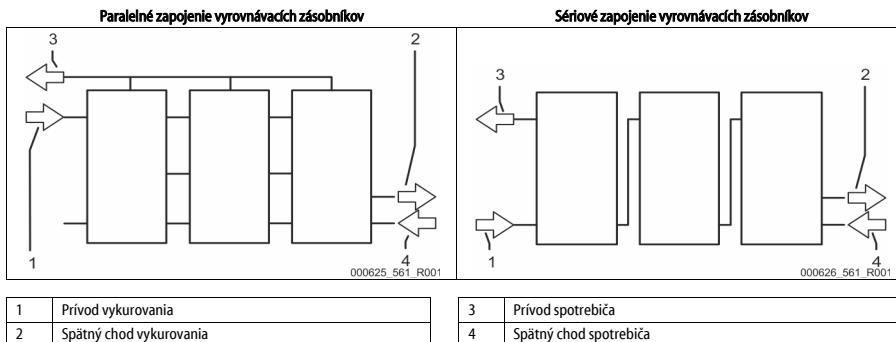 Paralelné zapojenie vyrovnávacích zásobníkov
3
2
1
4
000625_561_R001
Sériové zapojenie vyrovnávacích zásobníkov
3
2
1
4
000626_561_R001
1 Prívod vykurovania
2 Spätný chod vykurovania
3 Prívod spotrebiča
4 Spätný chod spotrebiča